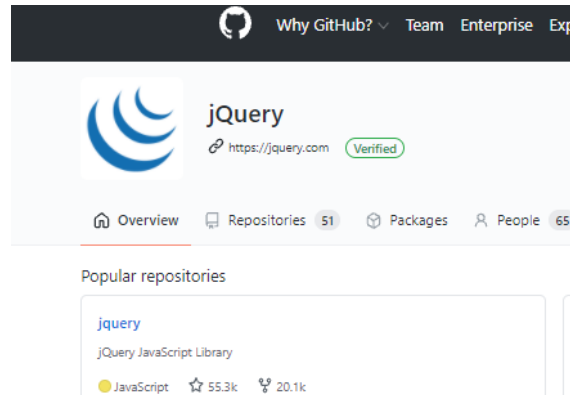 Why GitHub? Team Enterprise
jQuery
https://jquery.com Verified
Overview Repositories 51 Packages People 65
Popular repositories
jquery
jQuery JavaScript Library
JavaScript 55.3k 20.1k